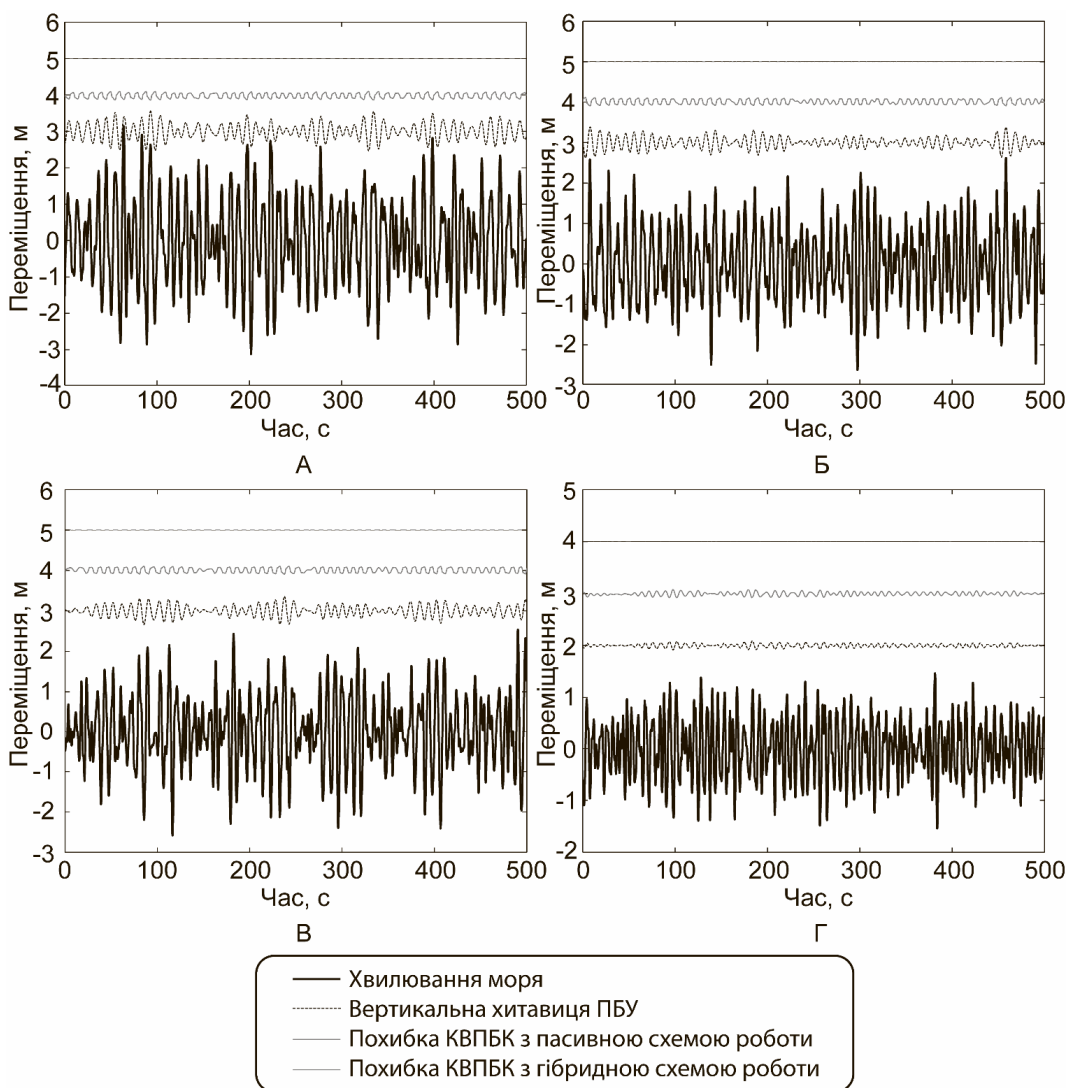 6
5
4
3
2
1
0
-1
-2
-3
-4
Переміщення, м
0 100 200 300 400 500
Час, с
А
6
5
4
3
2
1
0
-1
-2
-3
Переміщення, м
0 100 200 300 400 500
Час, с
Б
6
5
4
3
2
1
0
-1
-2
-3
Переміщення, м
0 100 200 300 400 500
Час, с
В
5
4
3
2
1
0
-1
-2
Переміщення, м
0 100 200 300 400 500
Час, с
Г
Хвилювання моря
Вертикальна хитавиця ПБУ
Похибка КВПБК з пасивною схемою роботи
Похибка КВПБК з гібридною схемою роботи